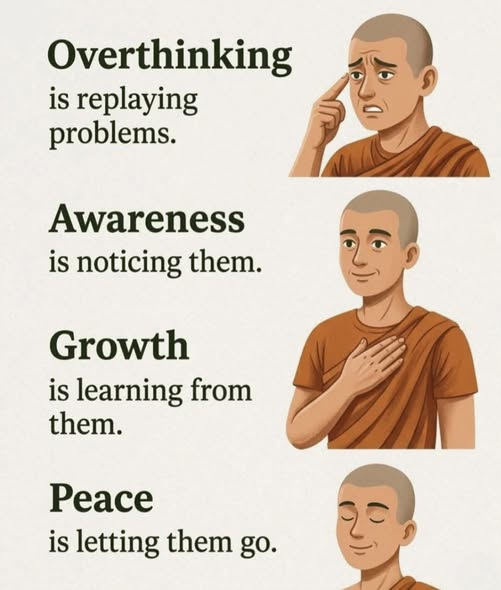 Overthinking
is replaying
problems.
Awareness
is noticing them.
Growth
is learning from
them.
Peace
is letting them go.